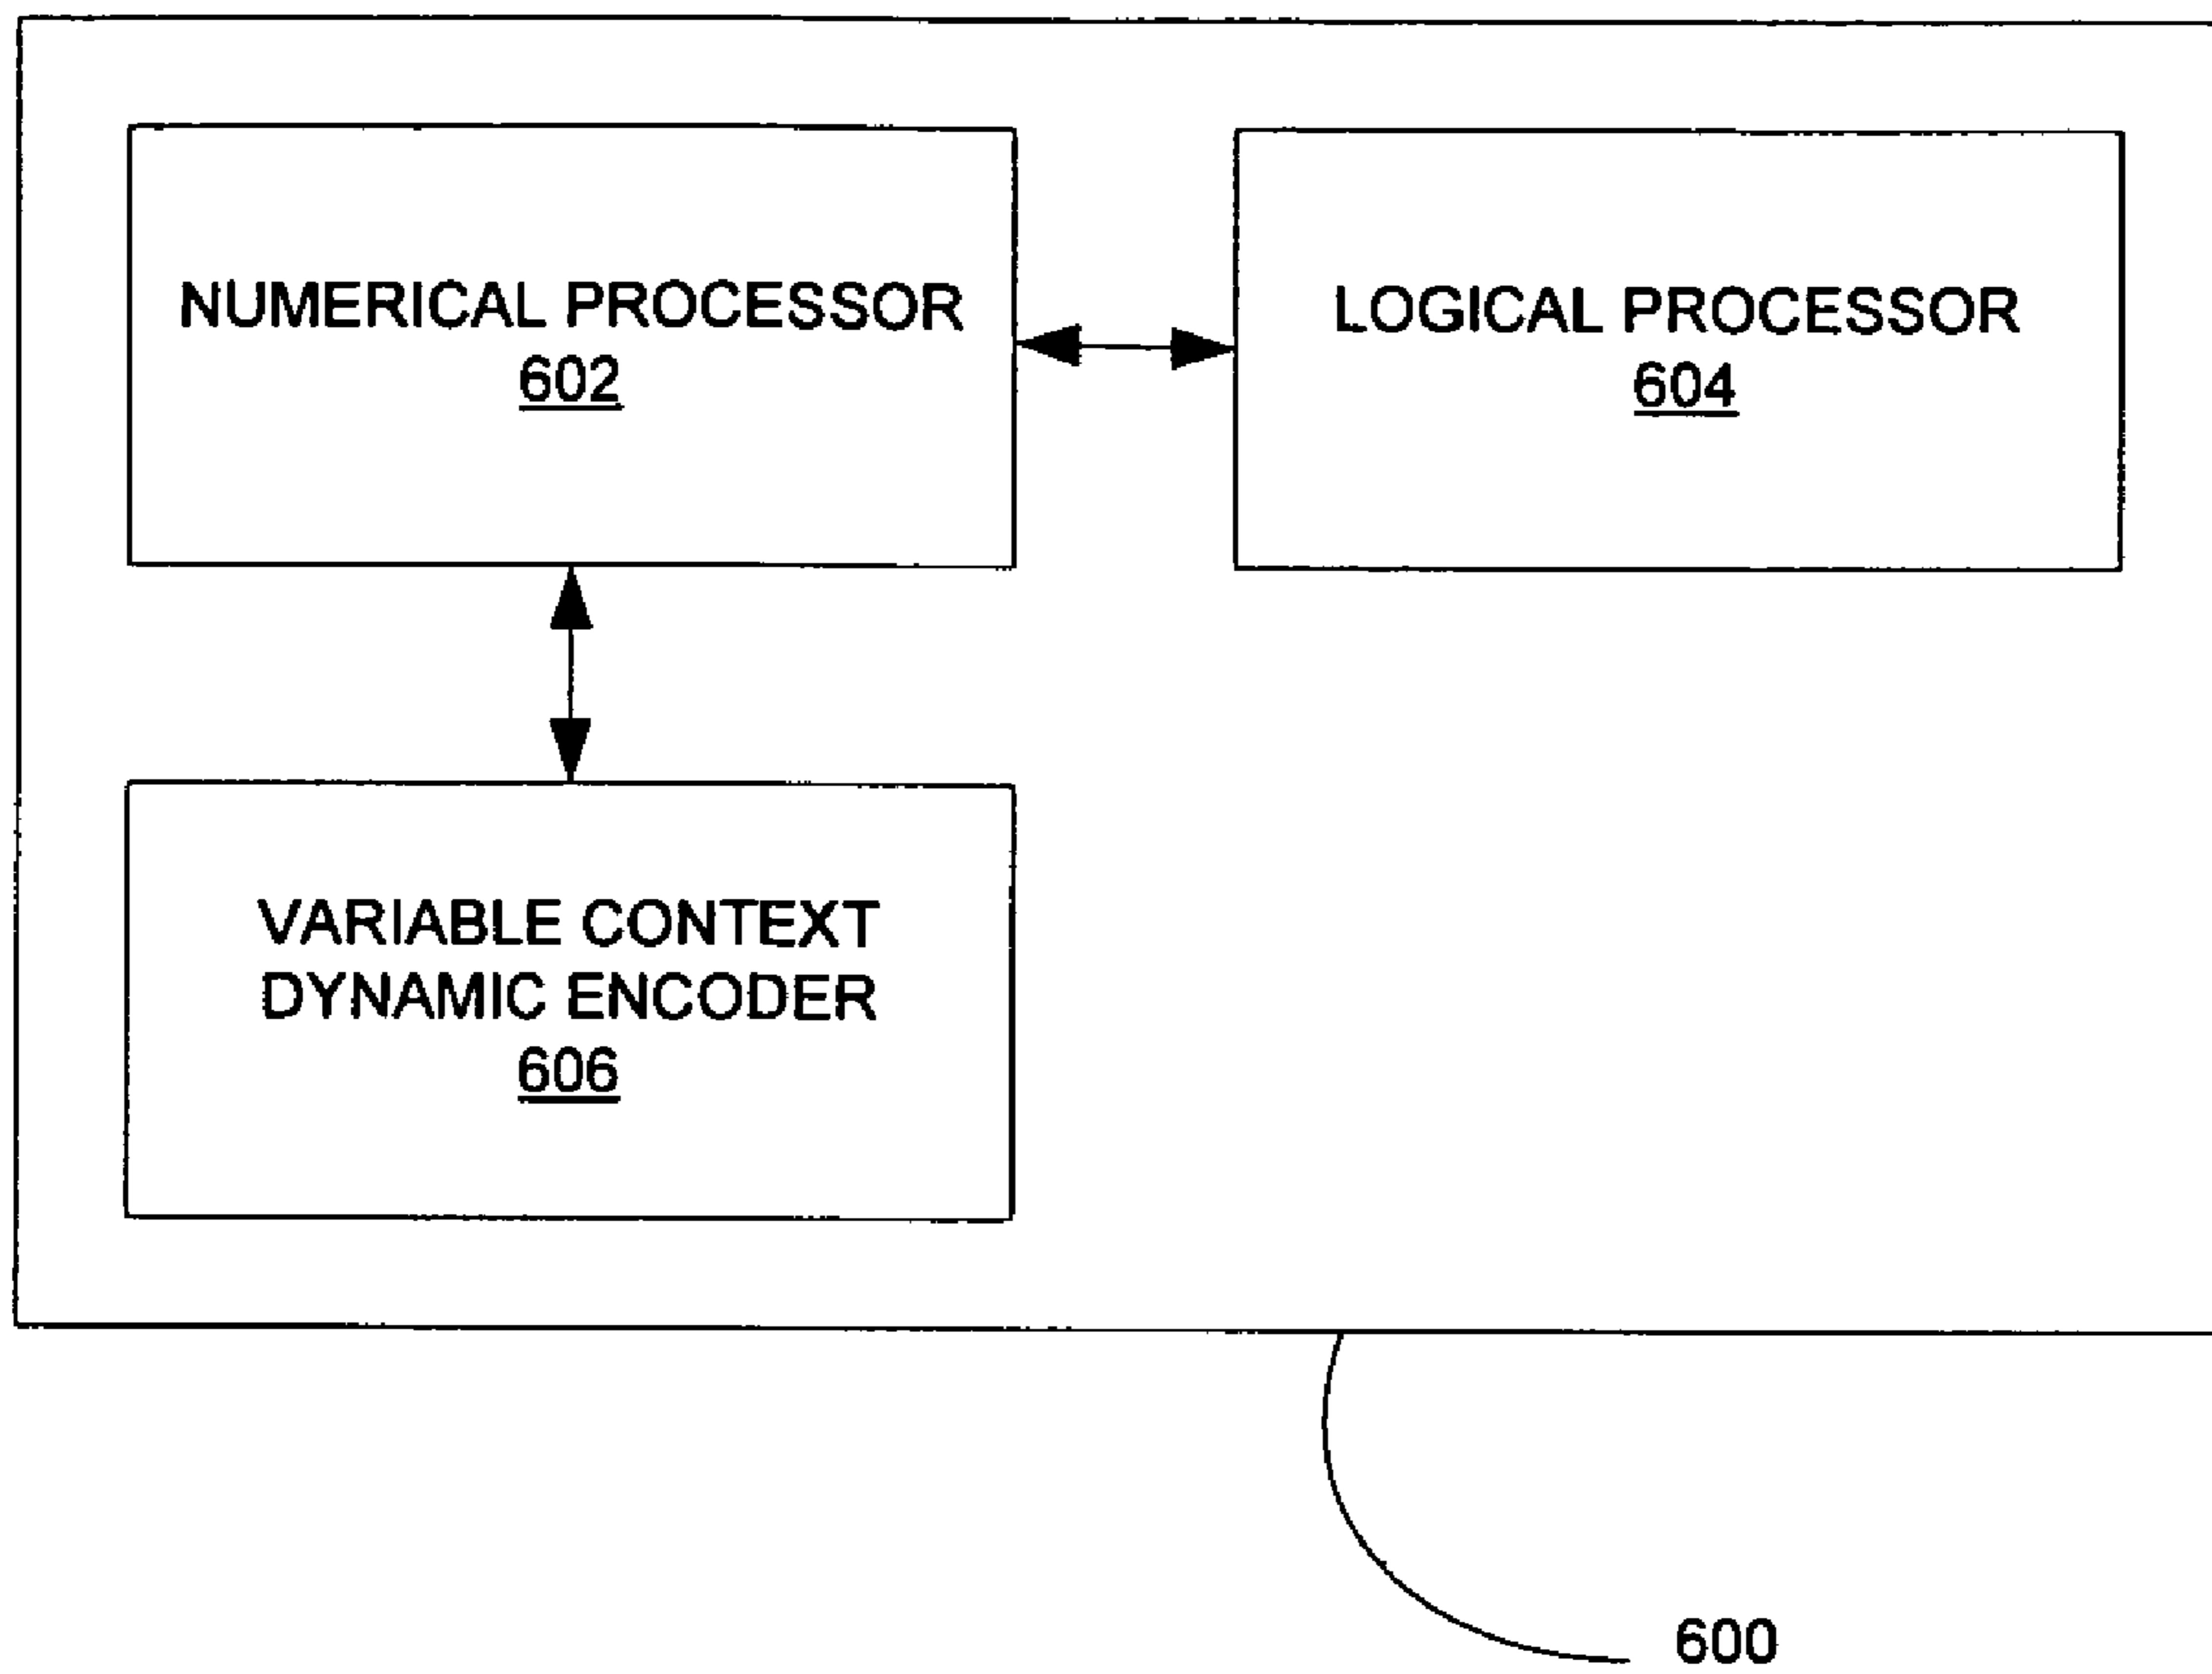 NUMERICAL PROCESSOR
602
LOGICAL PROCESSOR
604
VARIABLE CONTEXT
DYNAMIC ENCODER
606
600